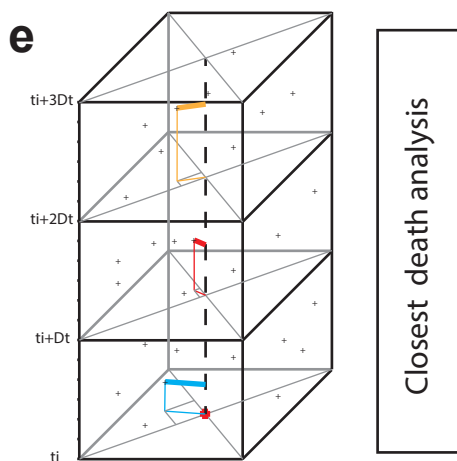 e
ti+3Dt
ti+2Dt
ti+Dt
ti
Closest death analysis